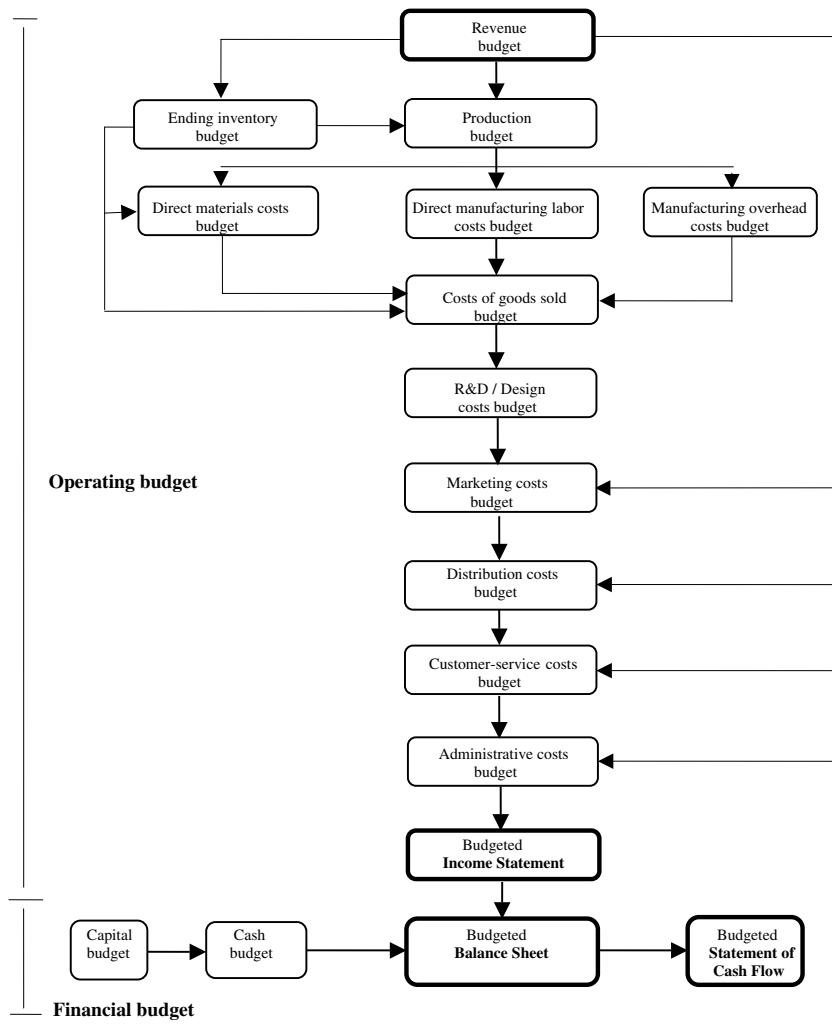 Revenue
budget
Ending inventory
budget
Production
budget
Direct materials costs
budget
Direct manufacturing labor
costs budget
Manufacturing overhead
costs budget
Costs of goods sold
budget
R&D / Design
costs budget
Operating budget
Marketing costs
budget
Distribution costs
budget
Customer-service costs
budget
Administrative costs
budget
Budgeted
Income Statement
Capital
budget
Cash
budget
Budgeted
Balance Sheet
Budgeted
Statement of
Cash Flow
Financial budget